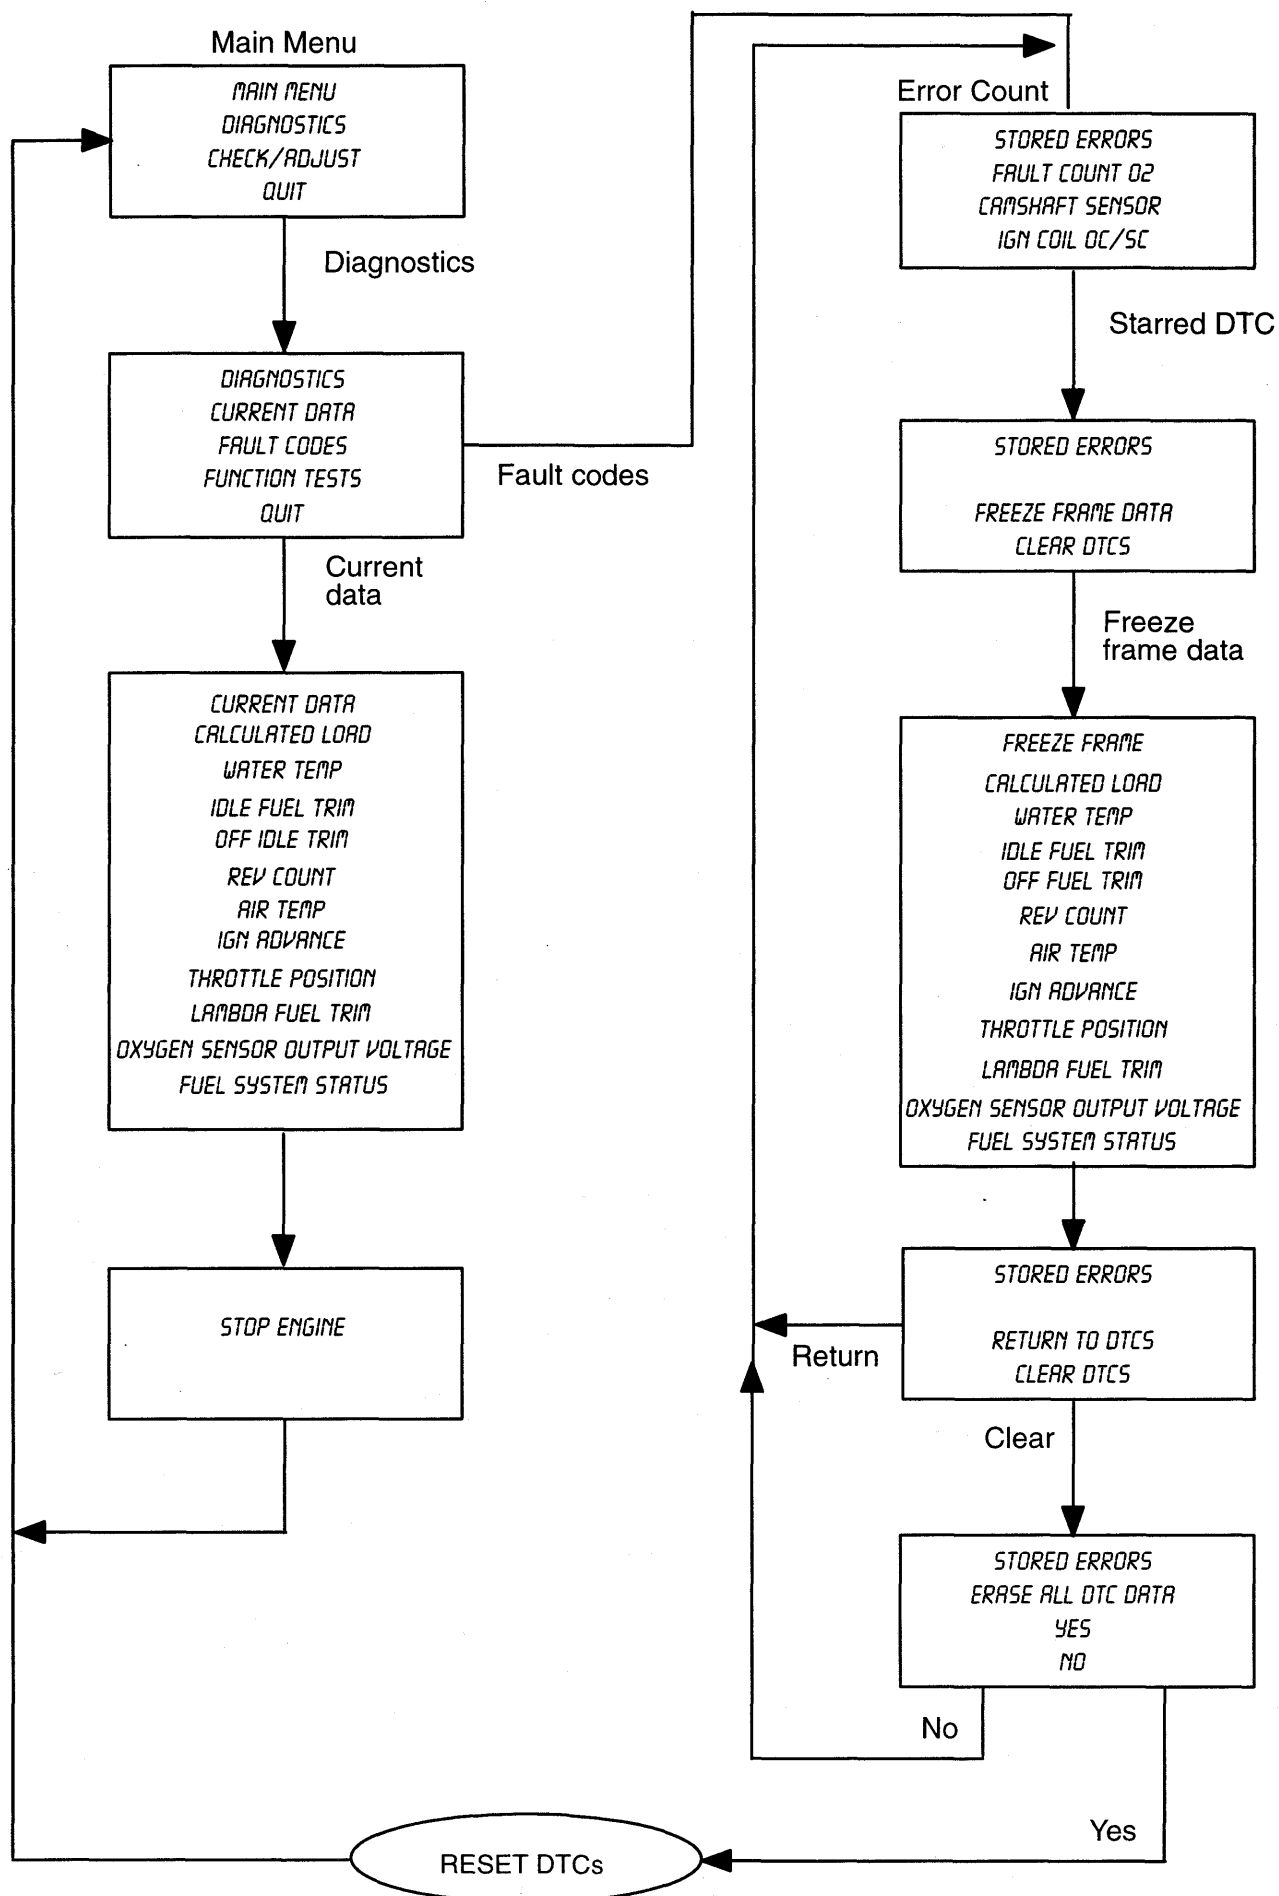 Main Menu
MAIN MENU
DIAGNOSTICS
CHECK/ADJUST
QUIT
Diagnostics
DIAGNOSTICS
CURRENT DATA
FAULT CODES
FUNCTION TESTS
QUIT
Fault codes
Current
data
CURRENT DATA
CALCULATED LOAD
WATER TEMP
IDLE FUEL TRIM
OFF IDLE TRIM
REV COUNT
AIR TEMP
IGN ADVANCE
THROTTLE POSITION
LAMBDA FUEL TRIM
OXYGEN SENSOR OUTPUT VOLTAGE
FUEL SYSTEM STATUS
STOP ENGINE
Error Count
STORED ERRORS
FAULT COUNT 02
CAMSHAFT SENSOR
IGN COIL OC/SC
Starred DTC
STORED ERRORS
FREEZE FRAME DATA
CLEAR DTCS
Freeze
frame data
FREEZE FRAME
CALCULATED LOAD
WATER TEMP
IDLE FUEL TRIM
OFF FUEL TRIM
REV COUNT
AIR TEMP
IGN ADVANCE
THROTTLE POSITION
LAMBDA FUEL TRIM
OXYGEN SENSOR OUTPUT VOLTAGE
FUEL SYSTEM STATUS
STORED ERRORS
RETURN TO DTCS
CLEAR DTCS
Return
Clear
STORED ERRORS
ERASE ALL DTC DATA
YES
NO
No
Yes
RESET DTCs